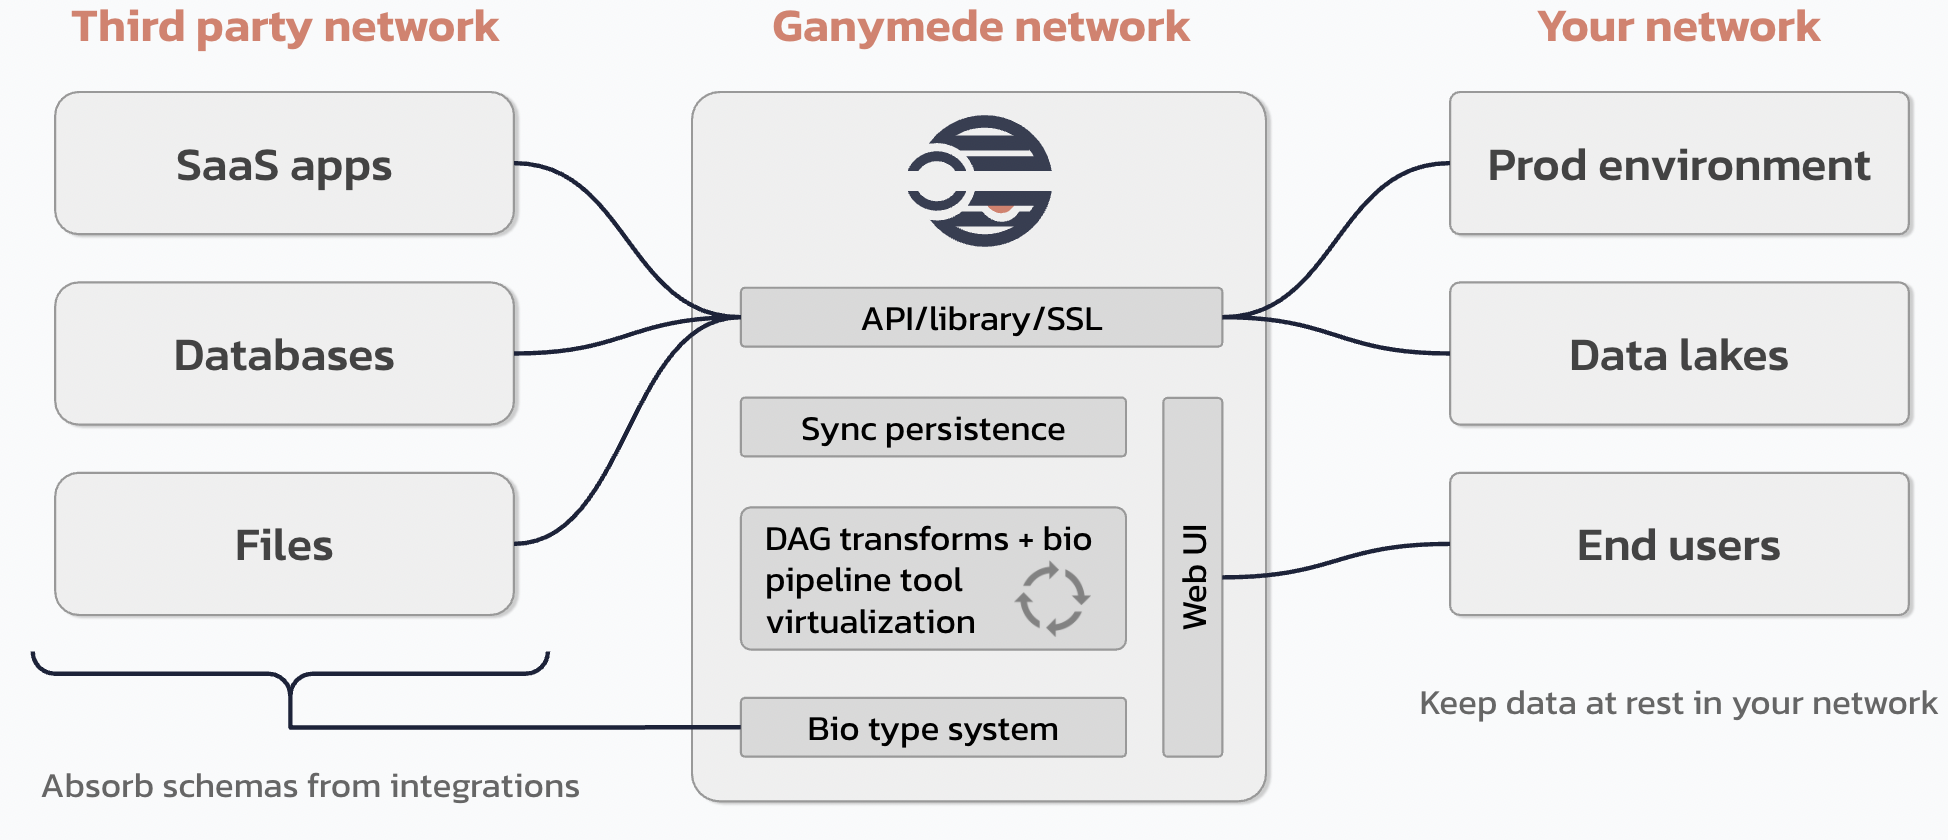 Third party network
Ganymede network
Your network
SaaS apps
Databases
Files
Absorb schemas from integrations
API/library/SSL
Sync persistence
DAG transforms + bio
pipeline tool
virtualization
Bio type system
Web UI
Prod environment
Data lakes
End users
Keep data at rest in your network